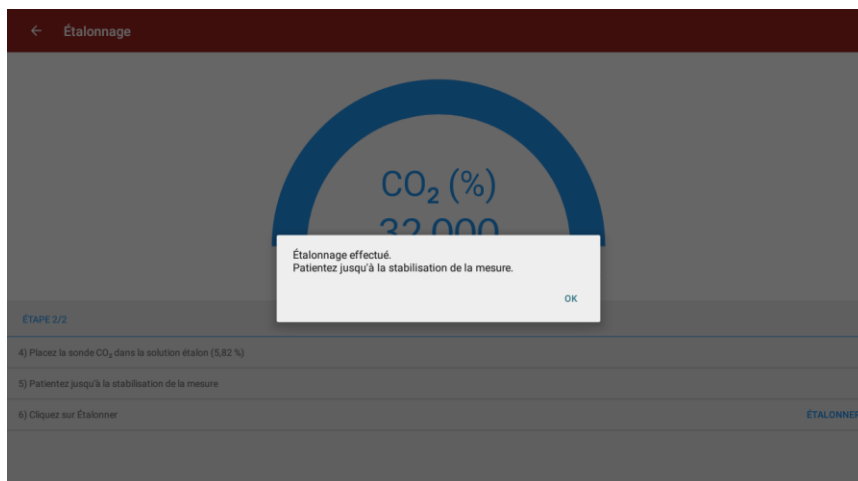 Étalonnage
CO₂ (%)
32,000
Étalonnage effectué.
Patientez jusqu'à la stabilisation de la mesure.
OK
ÉTAPE 2/2
4) Placez la sonde CO₂ dans la solution étalon (5,82 %)
5) Patientez jusqu'à la stabilisation de la mesure
6) Cliquez sur Étalonner
ÉTALONNER